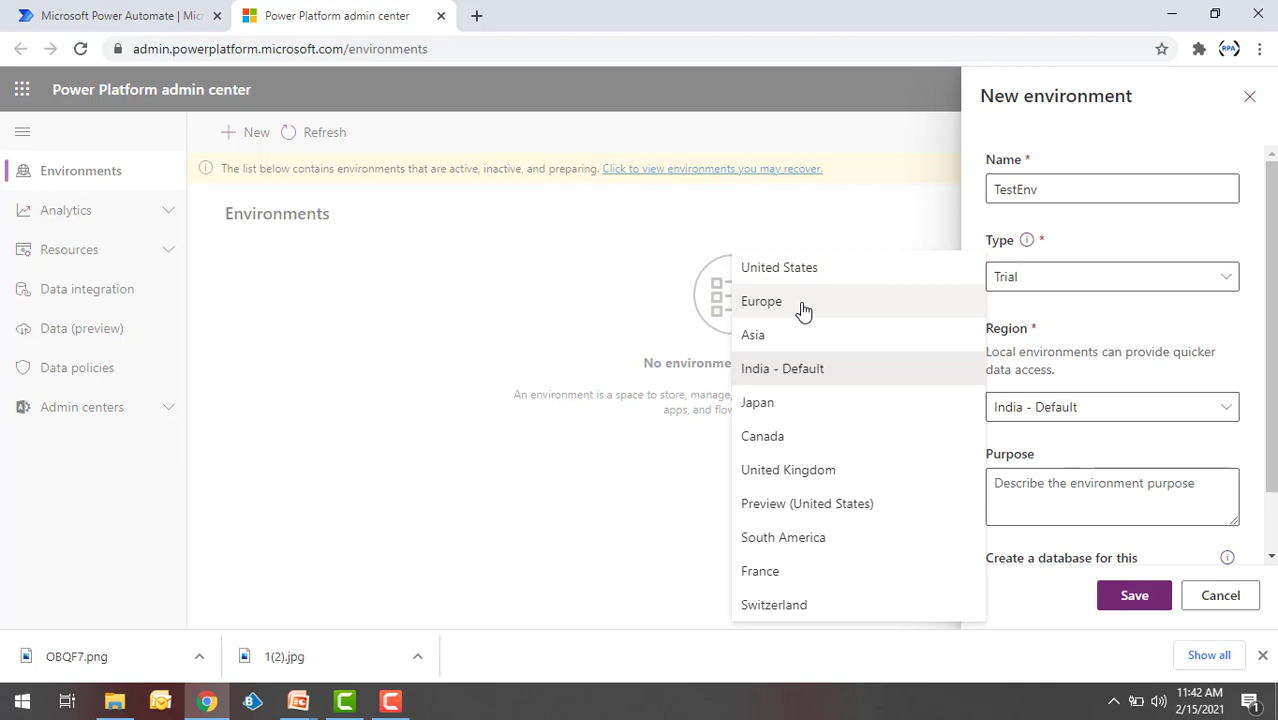 Microsoft Power Automate | Micr
Power Platform admin center
admin.powerplatform.microsoft.com/environments
RPA
Power Platform admin center
New
Refresh
The list below contains environments that are active, inactive, and preparing. Click to view environments you may recover.
Environments
Analytics
Resources
Data integration
Data (preview)
Data policies
Admin centers
Environments
No environme
An environment is a space to store, manage,
apps, and flow
United States
Europe
Asia
India - Default
Japan
Canada
United Kingdom
Preview (United States)
South America
France
Switzerland
New environment
Name *
TestEnv
Type *
Trial
Region *
Local environments can provide quicker
data access.
India - Default
Purpose
Describe the environment purpose
Create a database for this
Save
Cancel
OBQF7.png
1(2).jpg
Show all
11:42 AM
2/15/2021
1